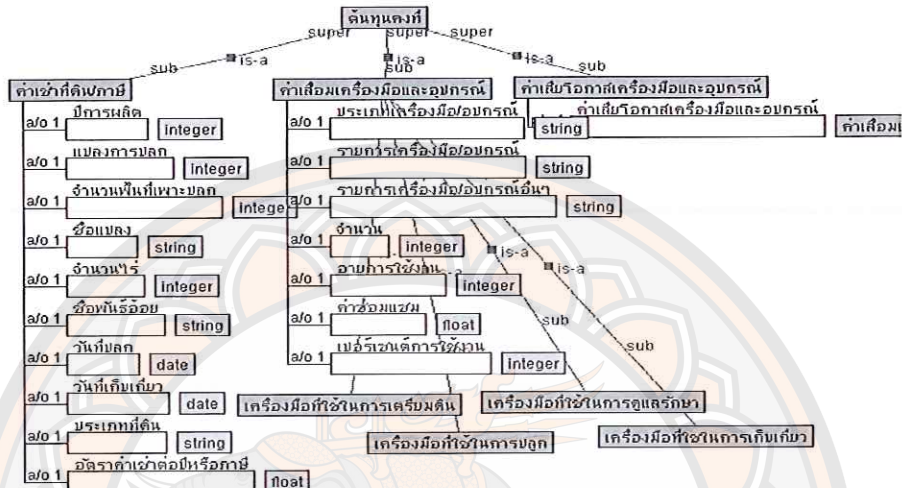 ต้นทุนคงที่
super super super
is-a is-a is-a
sub sub sub
ค่าเช่าที่ดิน/ภาษี
a/o 1 ปีการผลิต integer
a/o 1 แปลงการปลูก integer
a/o 1 จำนวนพื้นที่เพาะปลูก intege
a/o 1 ชื่อแปลง string
a/o 1 จำนวนไร่ integer
a/o 1 ชื่อพันธุ์อ้อย string
a/o 1 วันที่ปลูก date
a/o 1 วันที่เก็บเกี่ยว date
a/o 1 ประเภทที่ดิน string
a/o 1 อัตราค่าเช่าต่อปีหรือภาษี float
ค่าเสื่อมเครื่องมือและอุปกรณ์
a/o 1 ประเภทเครื่องมือ/อุปกรณ์ string
a/o 1 รายการเครื่องมือ/อุปกรณ์ string
a/o 1 รายการเครื่องมือ/อุปกรณ์อื่นๆ string
a/o 1 จำนวน integer
a/o 1 อายุการใช้งาน integer
a/o 1 ค่าซ่อมแซม float
a/o 1 เปอร์เซนต์การใช้งาน integer
ค่าเสียโอกาสเครื่องมือและอุปกรณ์
ค่าเสียโอกาสเครื่องมือและอุปกรณ์ ค่าเสื่อมเ
is-a is-a
sub sub
เครื่องมือที่ใช้ในการเตรียมดิน
เครื่องมือที่ใช้ในการปลูก
เครื่องมือที่ใช้ในการดูแลรักษา
เครื่องมือที่ใช้ในการเก็บเกี่ยว